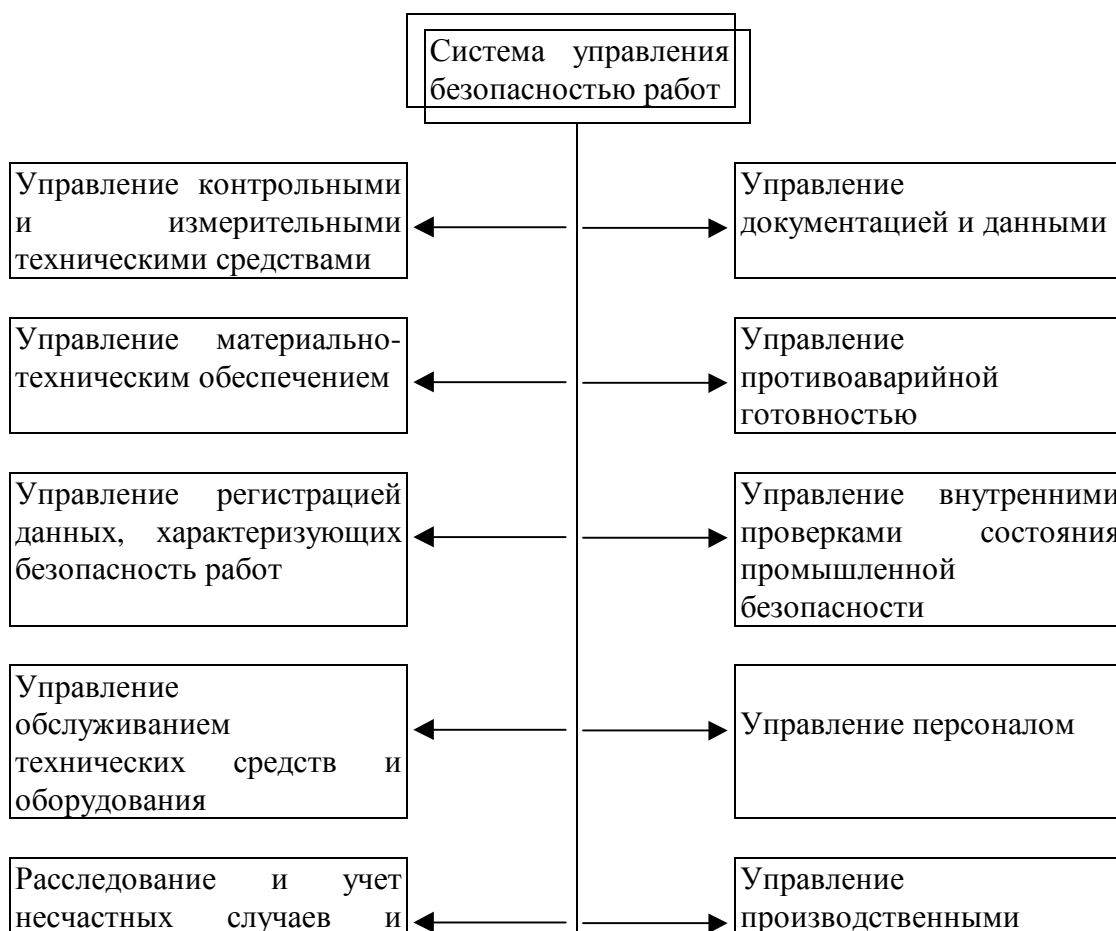 Система управления
безопасностью работ
Управление контрольными
и измерительными
техническими средствами
Управление
документацией и данными
Управление материально-
техническим обеспечением
Управление
противоаварийной
готовностью
Управление регистрацией
данных, характеризующих
безопасность работ
Управление внутренними
проверками состояния
промышленной
безопасности
Управление
обслуживанием
технических средств и
оборудования
Управление персоналом
Расследование и учет
несчастных случаев и
Управление
производственными